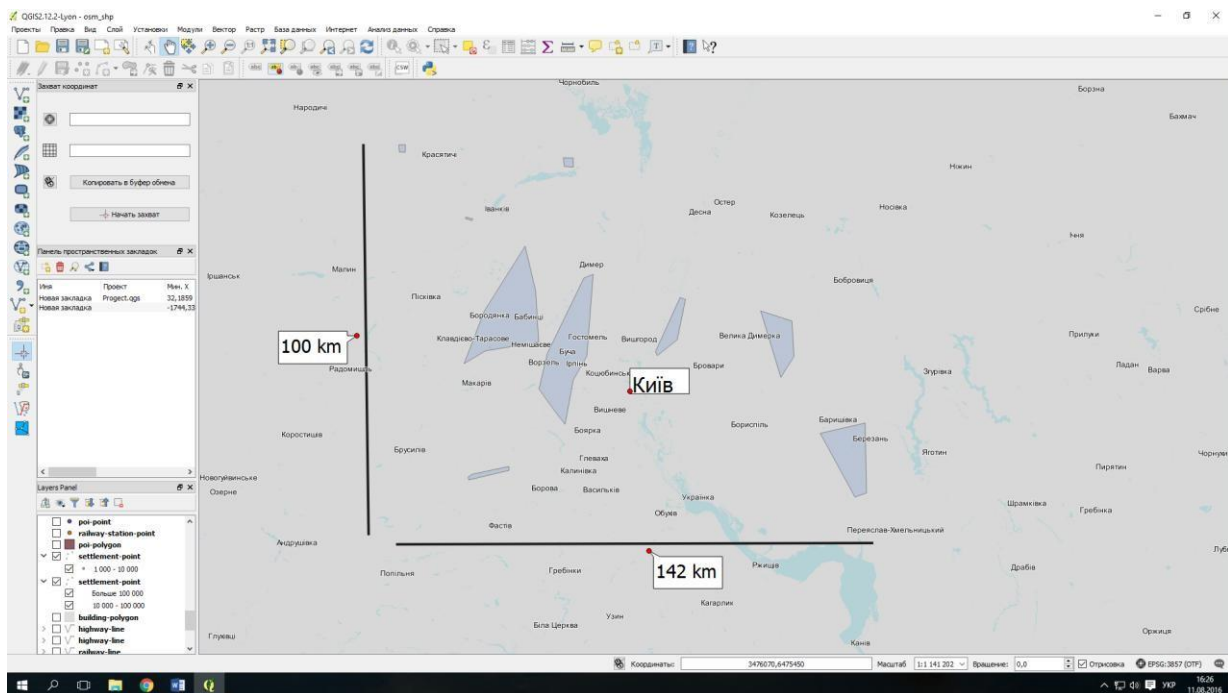 QGIS2.12.2-Lyon - osm_shp
Проекты Правка Вид Слой Установки Модули Вектор Растр База данных Интернет Анализ данных Справка
CSW
Захват координат
Копировать в буфер обмена
Начать захват
Панель пространственных закладок
Имя Проект Мин. X
Новая закладка Progect.qgs 32,1859
Новая закладка -1744,33
Layers Panel
poi-point
railway-station-point
poi-polygon
settlement-point
1 000 - 10 000
settlement-point
Больше 100 000
10 000 - 100 000
building-polygon
highway-line
highway-line
railway-line
Чорнобиль
Борзна
Народичі
Бахмач
Красятичі
Ніжин
Іванків
Остер
Десна
Козелець
Носівка
Ічня
Димер
Іршанськ
Малин
Бобровиця
Пісківка
Срібне
Бородянка
Бабинці
Клавдієво-Тарасове
Немішаєве
Гостомель
Вишгород
Велика Димерка
Прилуки
100 km
Буча
Ворзель
Ірпінь
Радомишль
Коцюбинськ
Бровари
Згурівка
Ладан
Варва
Макарів
Київ
Вишневе
Боярка
Бориспіль
Баришівка
Коростишів
Березань
Брусилів
Глеваха
Яготин
Калинівка
Пирятин
Новогуйвинське
Озерне
Борова
Васильків
Українка
Шрамківка
Гребінка
Обухів
Фастів
Переяслав-Хмельницький
Андрушівка
Попільня
Гребінки
142 km
Ржищів
Драбів
Кагарлик
Узин
Біла Церква
Глухівці
Канів
Оржиця
Координаты: 3476070,6475450 Масштаб 1:1 141 202 Вращение: 0,0 Отрисовка EPSG:3857 (OTF)
УКР 16:26
11.08.2016